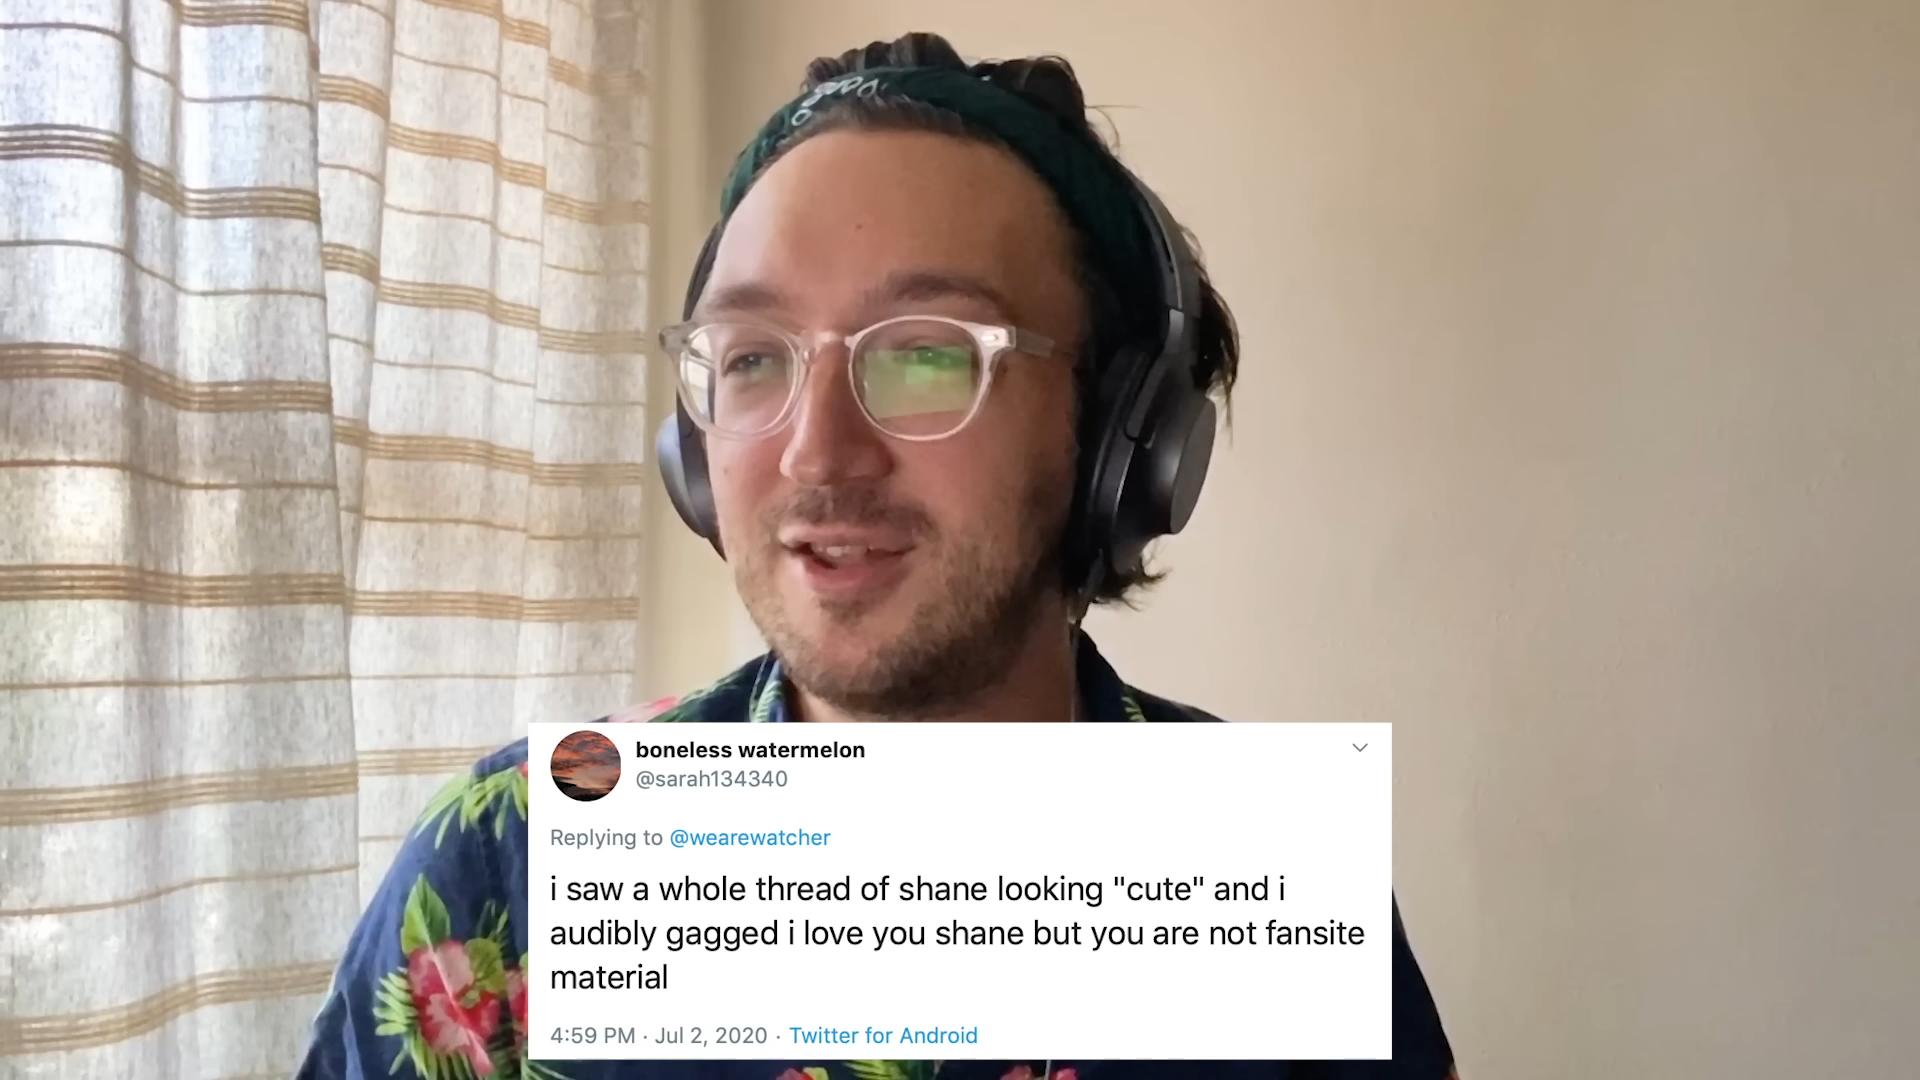 boneless watermelon
@sarah134340
Replying to @wearewatcher
i saw a whole thread of shane looking "cute" and i
audibly gagged i love you shane but you are not fansite
material
4:59 PM · Jul 2, 2020 · Twitter for Android